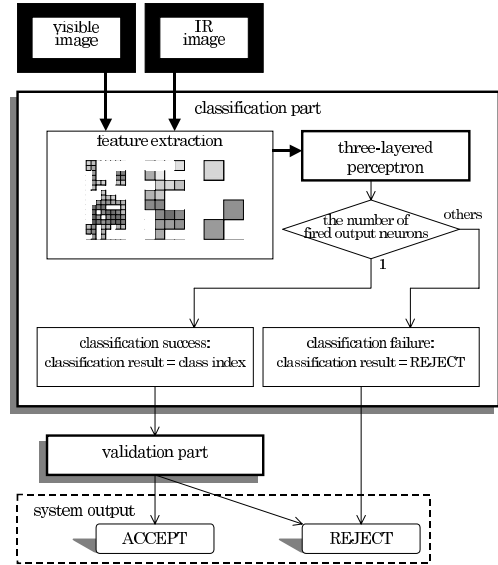 visible
image
IR
image
classification part
feature extraction
three-layered
perceptron
the number of
fired output neurons
others
1
classification success:
classification result = class index
classification failure:
classification result = REJECT
validation part
system output
ACCEPT
REJECT